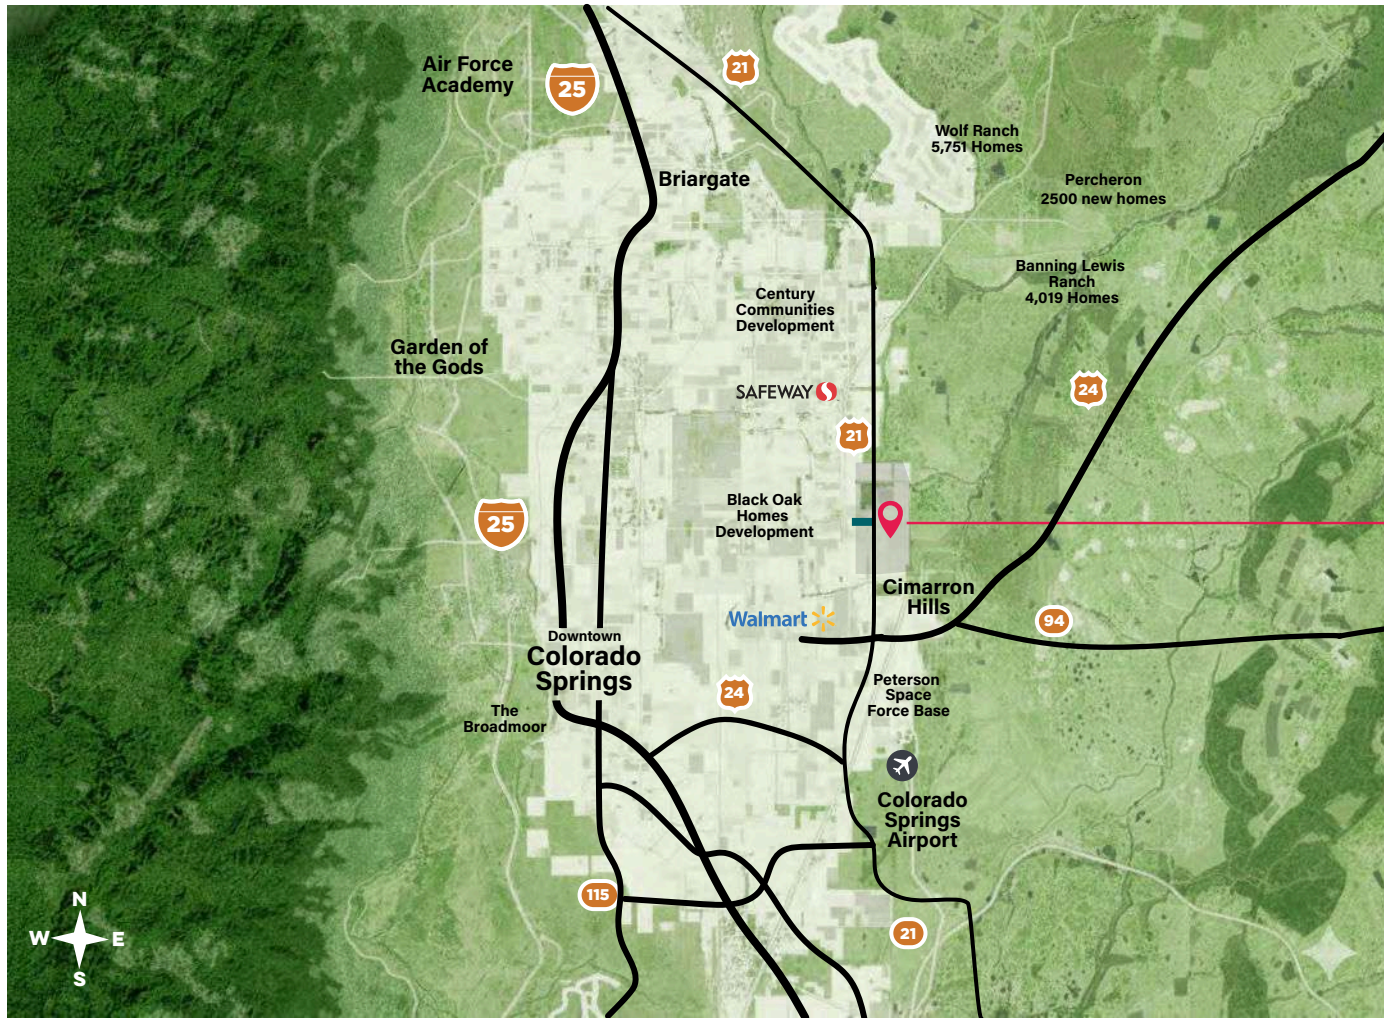 Air Force
Academy
25
21
Wolf Ranch
5,751 Homes
Briargate
Percheron
2500 new homes
Banning Lewis
Ranch
4,019 Homes
Century
Communities
Development
Garden of
the Gods
24
SAFEWAY
21
25
Black Oak
Homes
Development
Cimarron
Hills
Walmart
94
Downtown
Colorado
Springs
24
Peterson
Space
Force Base
The
Broadmoor
Colorado
Springs
Airport
115
21
N
W E
S